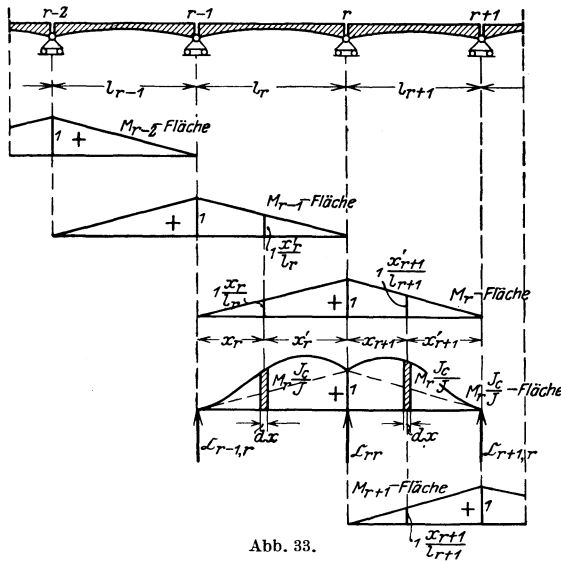 r-2 r-1 r r+1
l_{r-1} l_r l_{r+1}
M_{r-2}-Fläche
1 +
M_{r-1}-Fläche
+ 1
1 x'_r/l_r
1 x_r/l_r
1 x'_{r+1}/l_{r+1}
M_r-Fläche
+ 1
x_r x'_r x_{r+1} x'_{r+1}
M_r J_c/J M_r J_c/J M_r J_c/J-Fläche
+ 1
dx dx
ℒ_{r-1,r} ℒ_{rr} ℒ_{r+1,r}
M_{r+1}-Fläche
+ 1
1 x_{r+1}/l_{r+1}
Abb. 33.